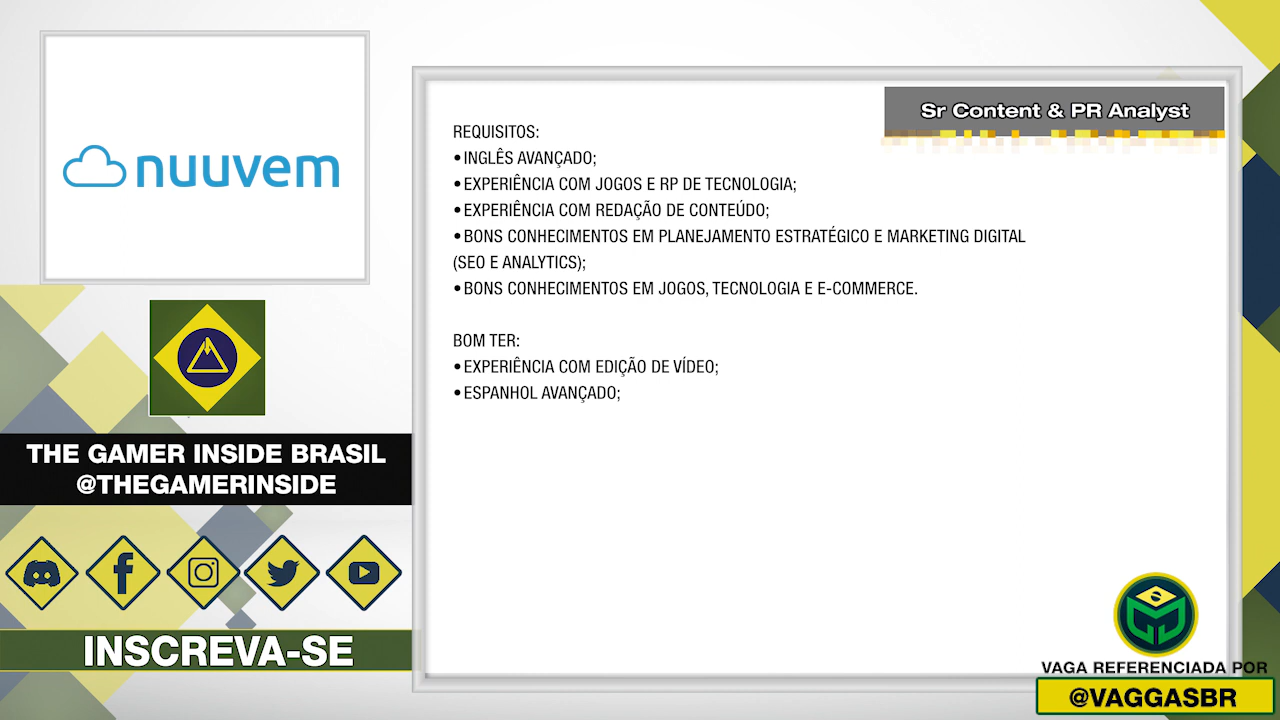 nuuvem
Sr Content & PR Analyst
REQUISITOS:
•INGLÊS AVANÇADO;
•EXPERIÊNCIA COM JOGOS E RP DE TECNOLOGIA;
•EXPERIÊNCIA COM REDAÇÃO DE CONTEÚDO;
•BONS CONHECIMENTOS EM PLANEJAMENTO ESTRATÉGICO E MARKETING DIGITAL
(SEO E ANALYTICS);
•BONS CONHECIMENTOS EM JOGOS, TECNOLOGIA E E-COMMERCE.
BOM TER:
•EXPERIÊNCIA COM EDIÇÃO DE VÍDEO;
•ESPANHOL AVANÇADO;
THE GAMER INSIDE BRASIL
@THEGAMERINSIDE
INSCREVA-SE
VAGA REFERENCIADA POR
@VAGGASBR